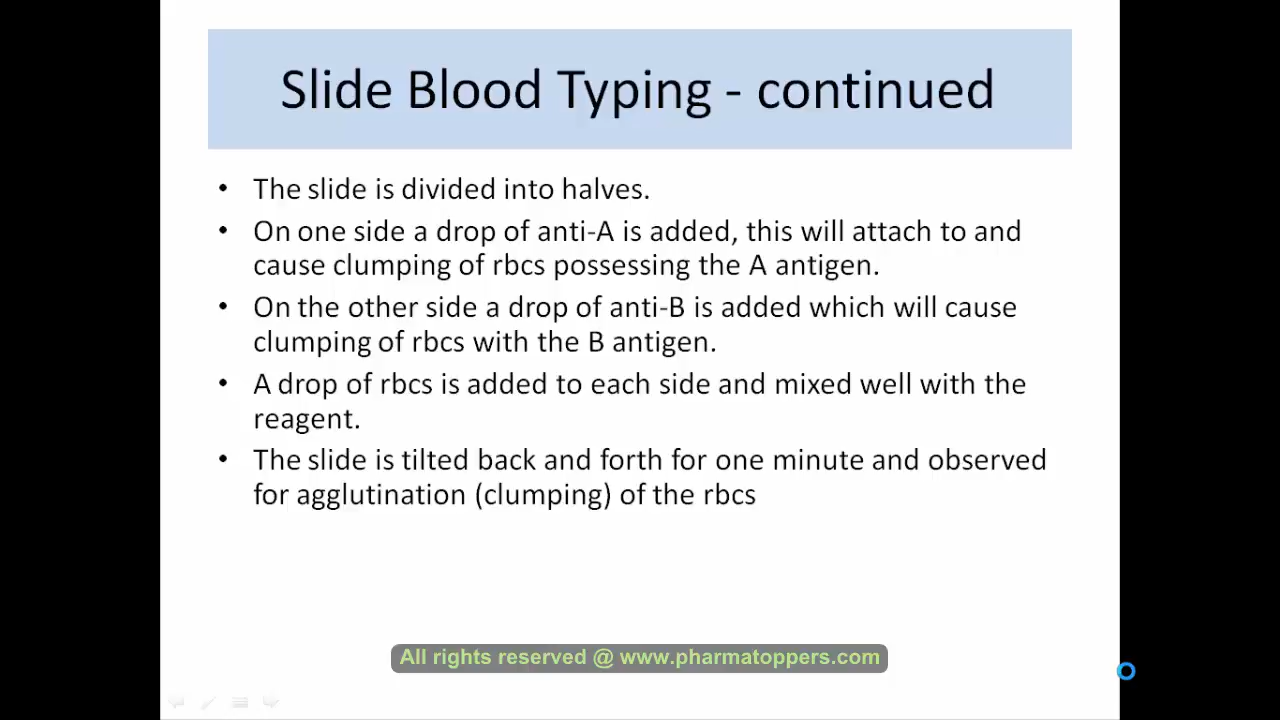 Slide Blood Typing - continued
• The slide is divided into halves.
• On one side a drop of anti-A is added, this will attach to and
cause clumping of rbcs possessing the A antigen.
• On the other side a drop of anti-B is added which will cause
clumping of rbcs with the B antigen.
• A drop of rbcs is added to each side and mixed well with the
reagent.
• The slide is tilted back and forth for one minute and observed
for agglutination (clumping) of the rbcs
All rights reserved @ www.pharmatoppers.com